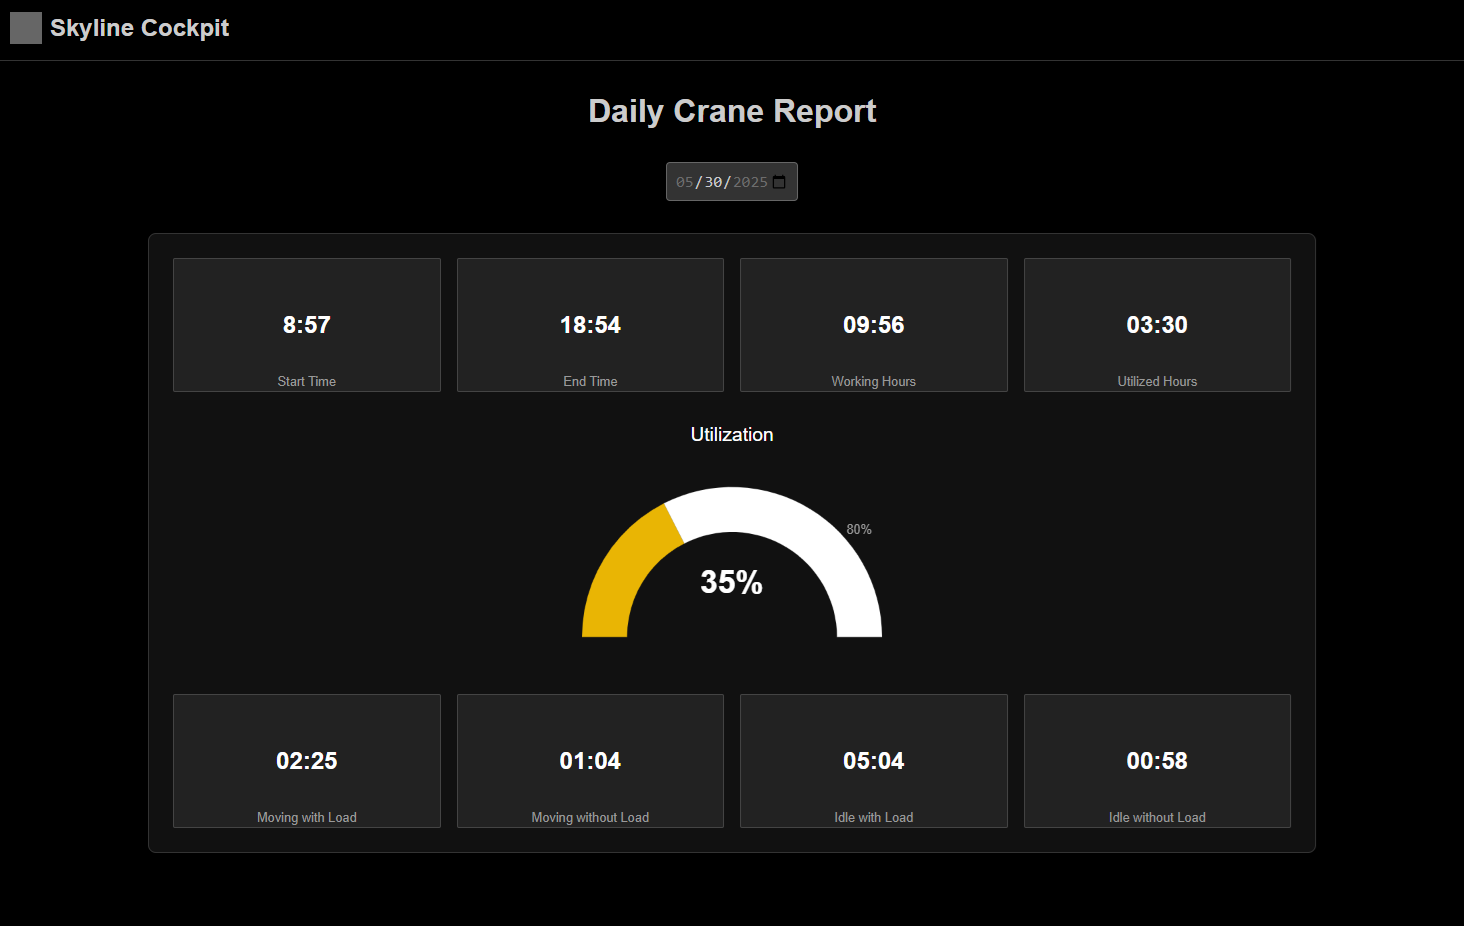 Skyline Cockpit
Daily Crane Report
05/30/2025
8:57
Start Time
18:54
End Time
09:56
Working Hours
03:30
Utilized Hours
Utilization
80%
35%
02:25
Moving with Load
01:04
Moving without Load
05:04
Idle with Load
00:58
Idle without Load